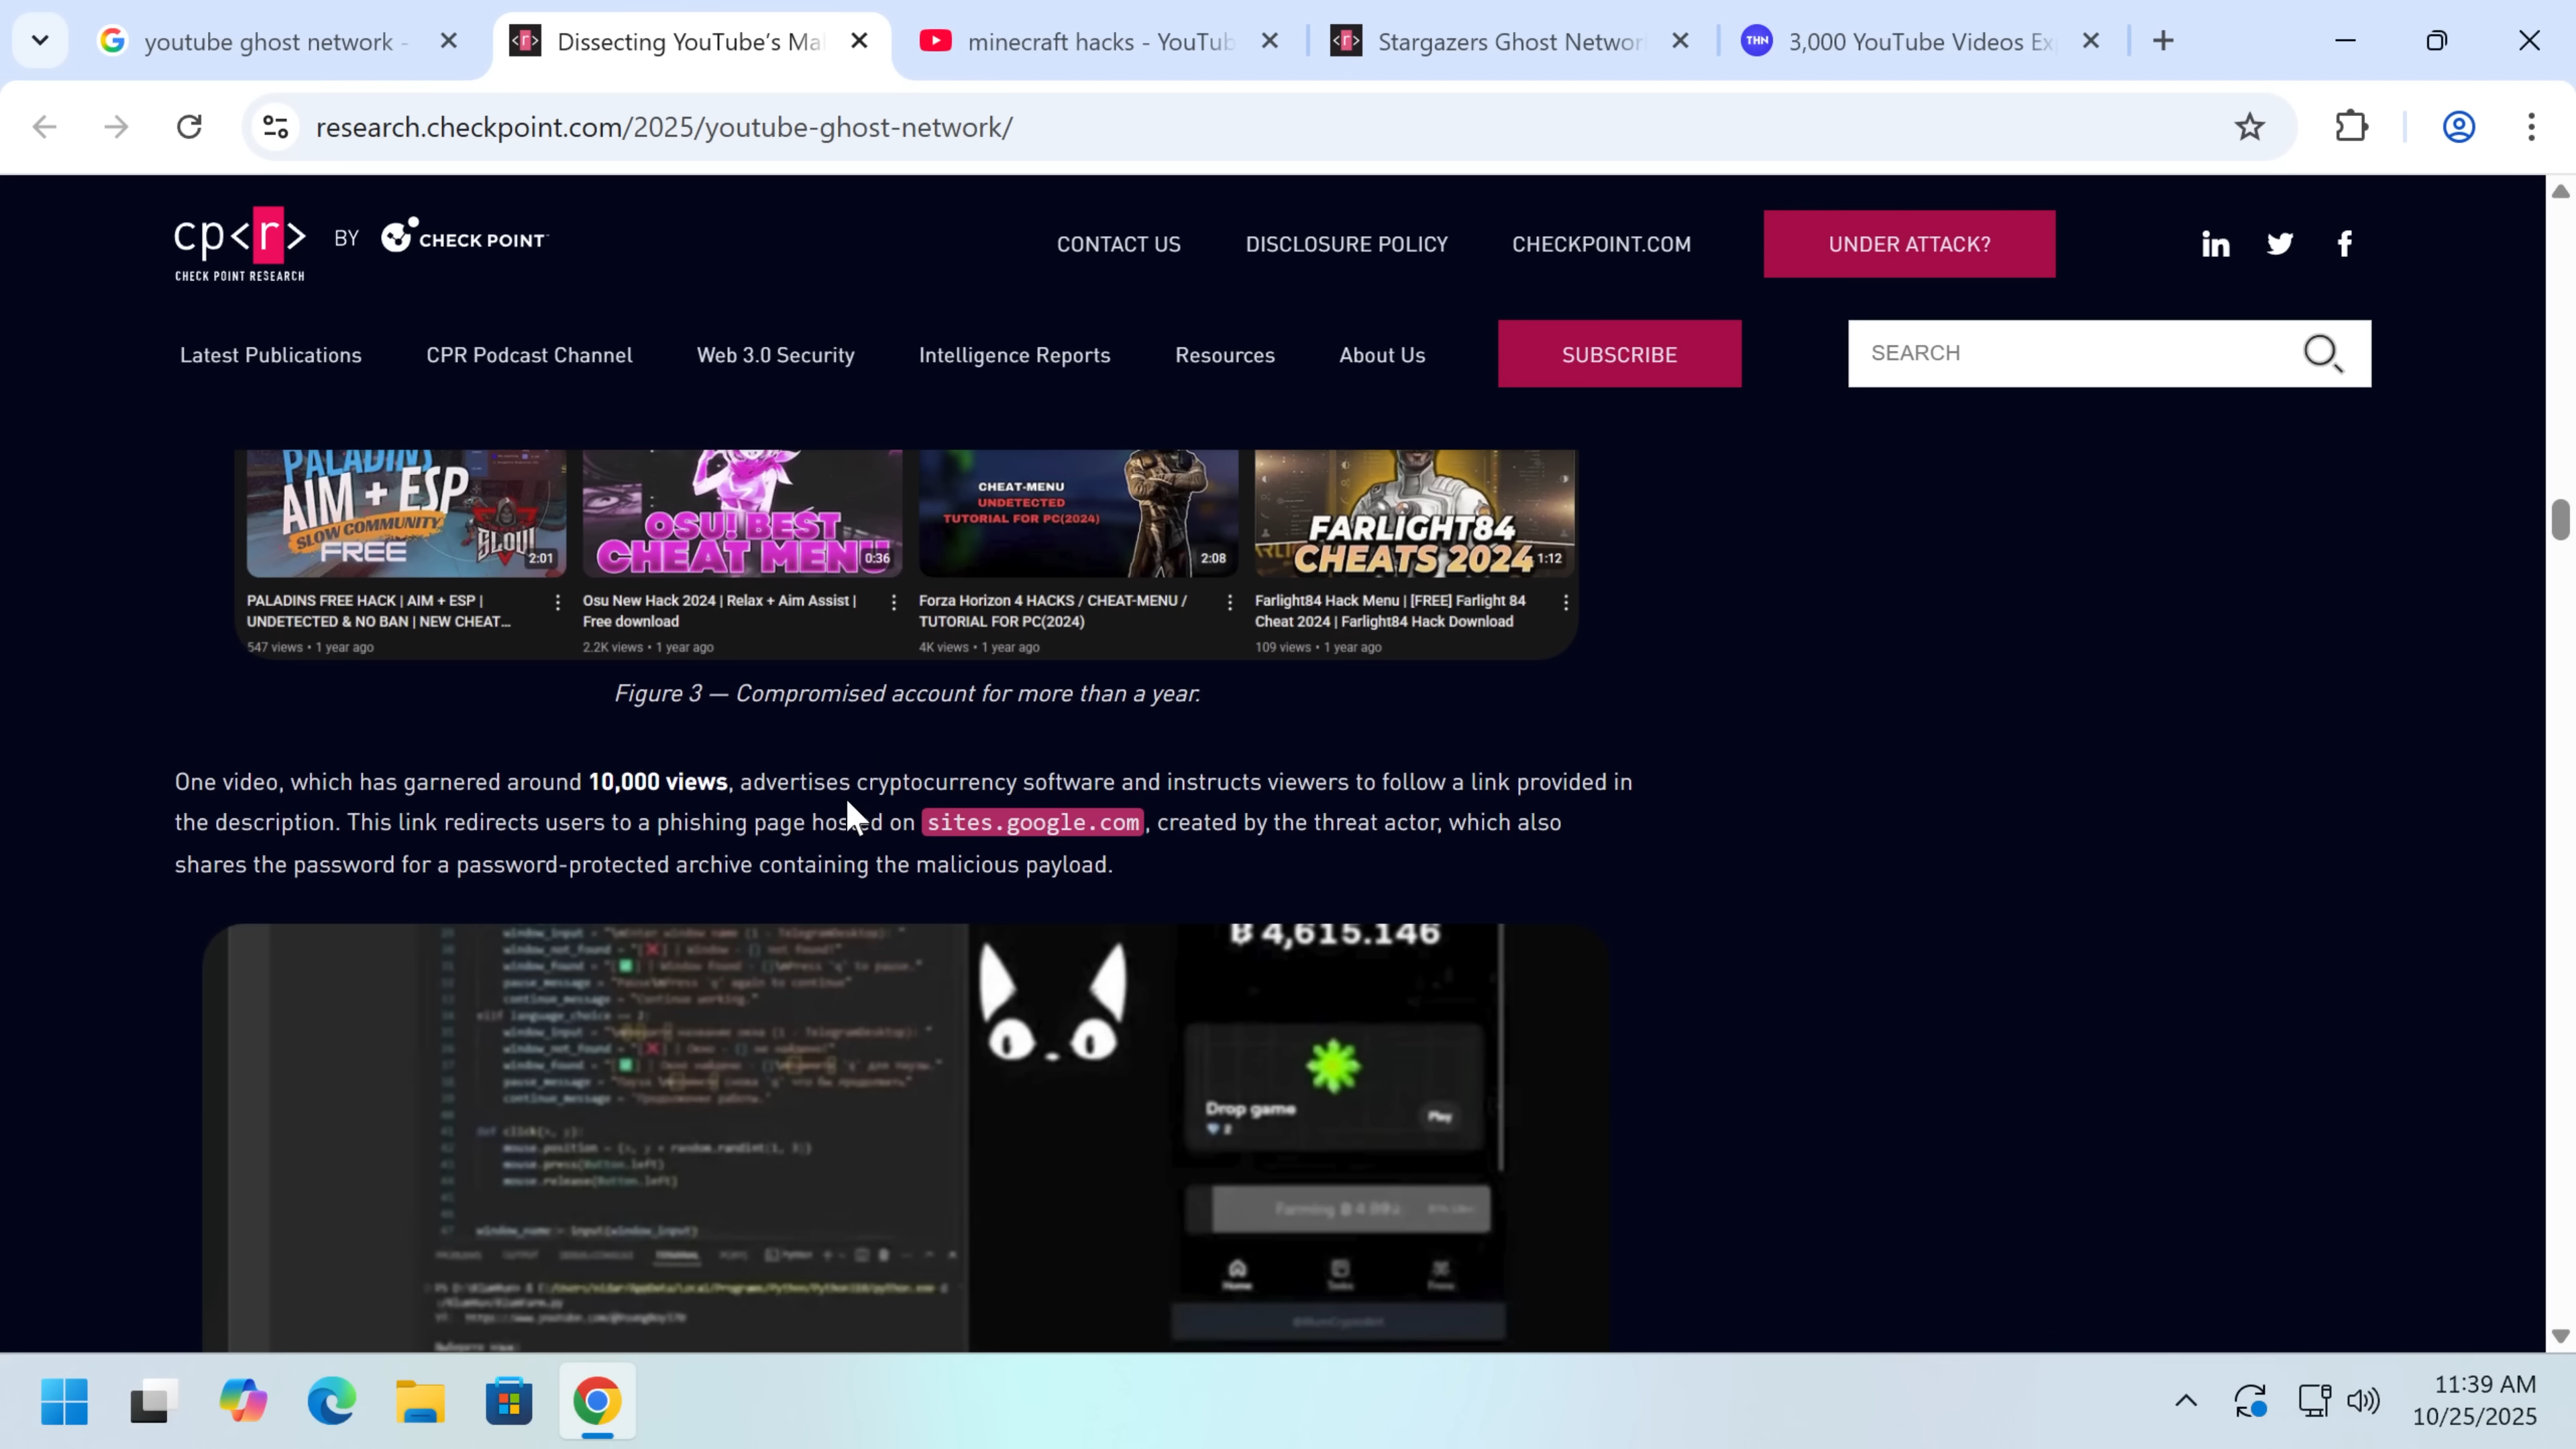 youtube ghost network -
Dissecting YouTube's Mal
minecraft hacks - YouTub
Stargazers Ghost Networ
THN
3,000 YouTube Videos Ex
research.checkpoint.com/2025/youtube-ghost-network/
cp<r>
CHECK POINT RESEARCH
BY
CHECK POINT
CONTACT US
DISCLOSURE POLICY
CHECKPOINT.COM
UNDER ATTACK?
Latest Publications
CPR Podcast Channel
Web 3.0 Security
Intelligence Reports
Resources
About Us
SUBSCRIBE
SEARCH
PALADINS
AIM + ESP
SLOW COMMUNITY
FREE
SLOW
2:01
OSU! BEST
CHEAT MENU
0:36
CHEAT-MENU
UNDETECTED
TUTORIAL FOR PC(2024)
2:08
FARLIGHT84
CHEATS 2024
1:12
PALADINS FREE HACK | AIM + ESP |
UNDETECTED & NO BAN | NEW CHEAT...
547 views • 1 year ago
Osu New Hack 2024 | Relax + Aim Assist |
Free download
2.2K views • 1 year ago
Forza Horizon 4 HACKS / CHEAT-MENU /
TUTORIAL FOR PC(2024)
4K views • 1 year ago
Farlight84 Hack Menu | [FREE] Farlight 84
Cheat 2024 | Farlight84 Hack Download
109 views • 1 year ago
Figure 3 — Compromised account for more than a year.
One video, which has garnered around 10,000 views, advertises cryptocurrency software and instructs viewers to follow a link provided in
the description. This link redirects users to a phishing page hosted on sites.google.com, created by the threat actor, which also
shares the password for a password-protected archive containing the malicious payload.
฿ 4,615.146
Drop game
Play
Home
11:39 AM
10/25/2025